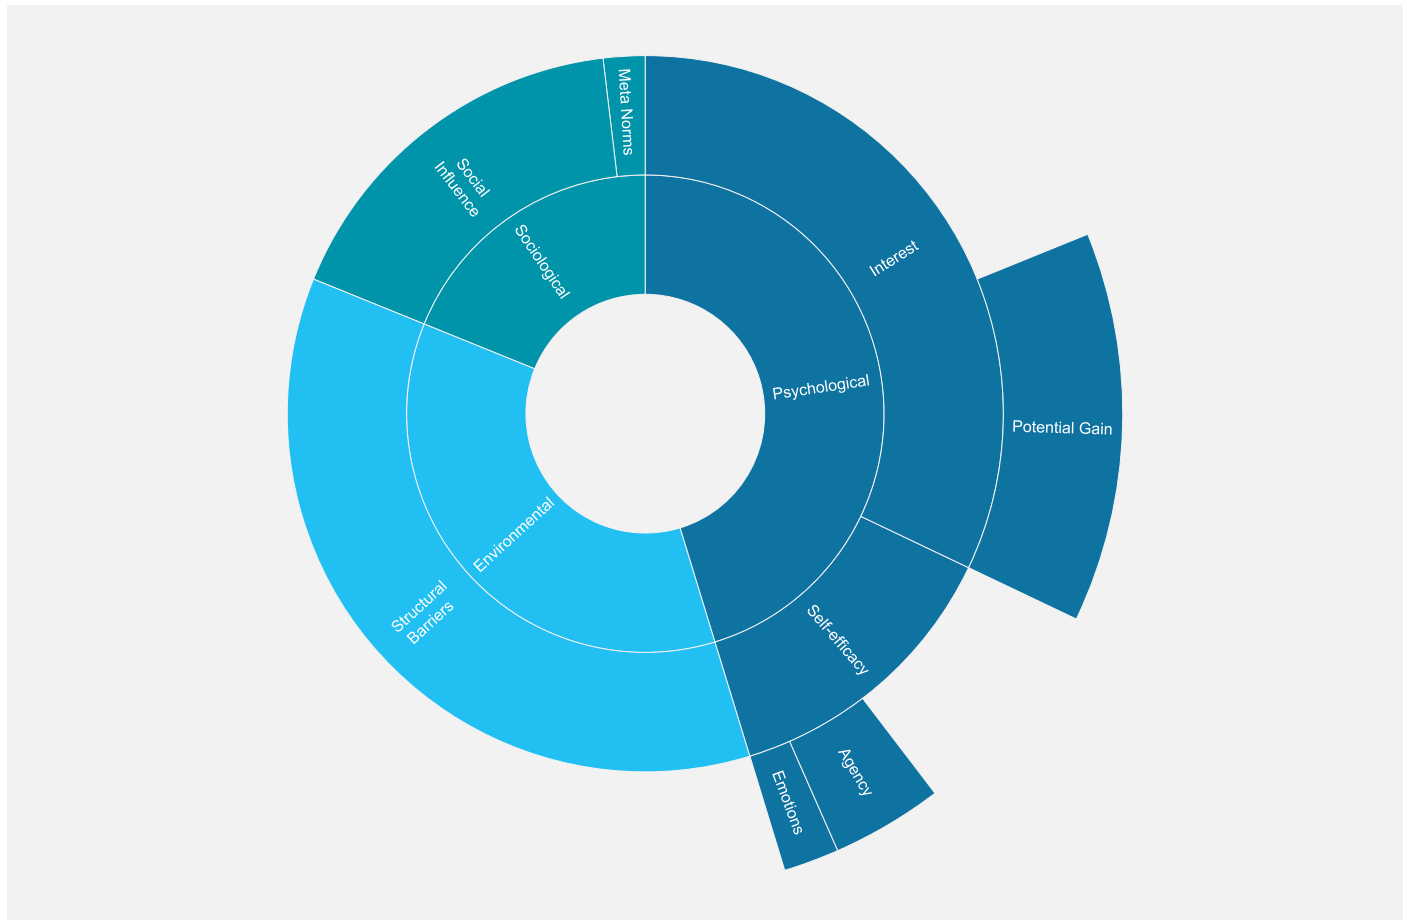 Meta Norms
Social
Influence
Sociological
Interest
Psychological
Potential Gain
Environmental
Structural
Barriers
Self-efficacy
Agency
Emotions